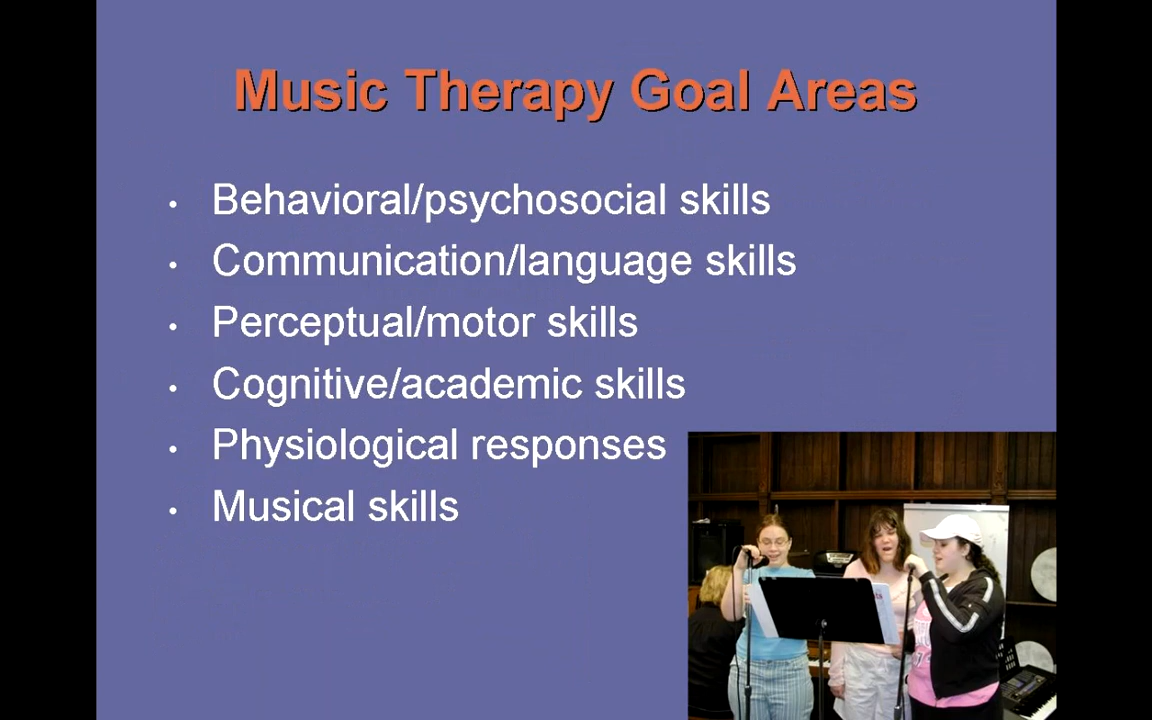 Music Therapy Goal Areas
• Behavioral/psychosocial skills
• Communication/language skills
• Perceptual/motor skills
• Cognitive/academic skills
• Physiological responses
• Musical skills